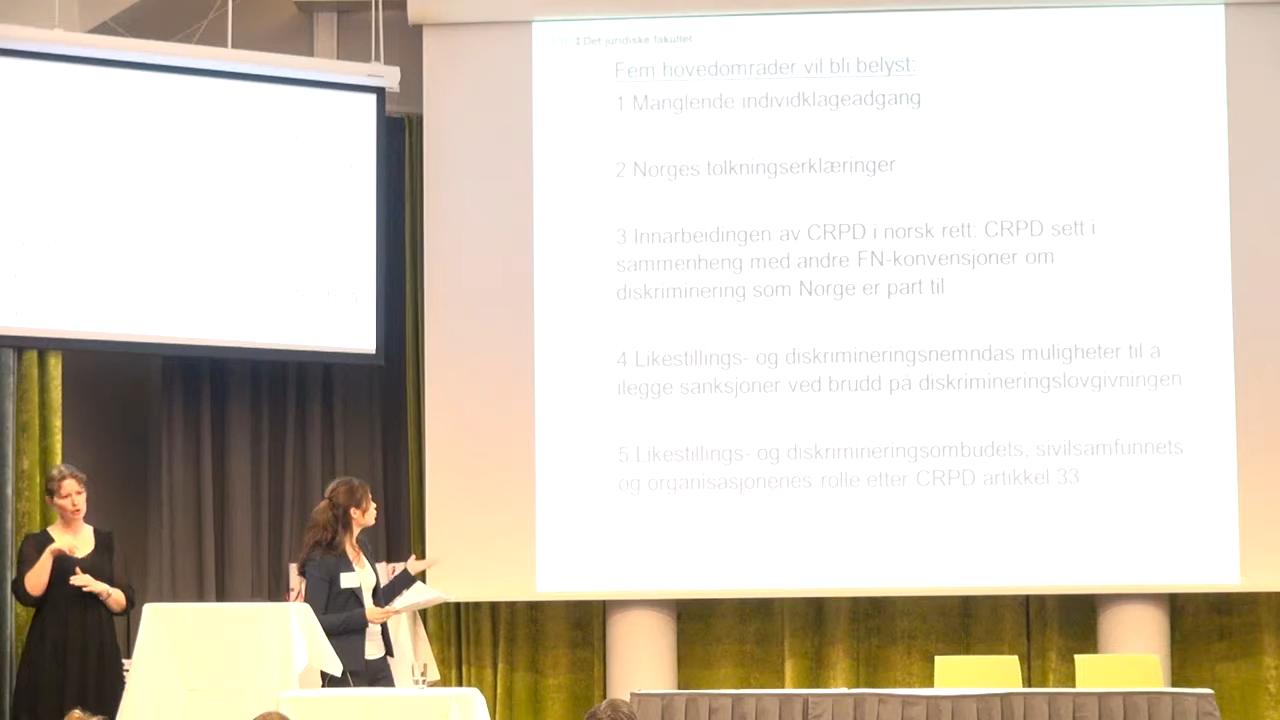 Det juridiske fakultet
Fem hovedområder vil bli belyst:
1 Manglende individklageadgang
2 Norges tolkningserklæringer
3 Innarbeidingen av CRPD i norsk rett: CRPD sett i
sammenheng med andre FN-konvensjoner om
diskriminering som Norge er part til
4 Likestillings- og diskrimineringsnemndas muligheter til å
ilegge sanksjoner ved brudd på diskrimineringslovgivningen
5 Likestillings- og diskrimineringsombudets, sivilsamfunnets
og organisasjonenes rolle etter CRPD artikkel 33